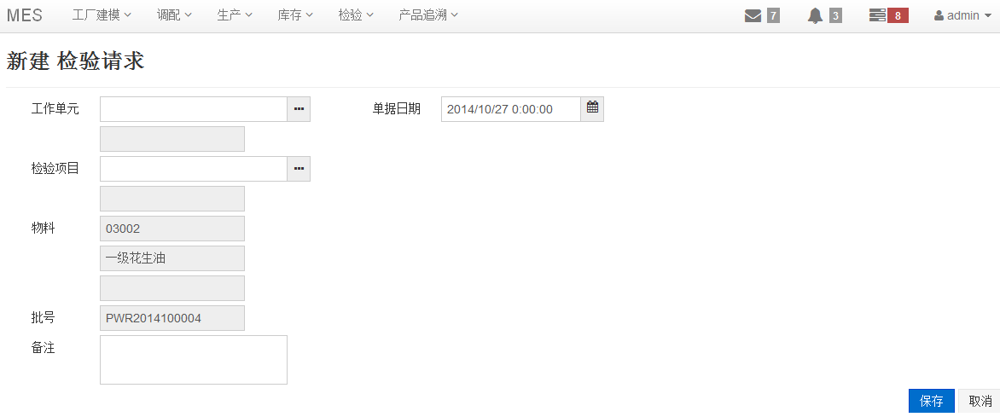 MES 工厂建模 调配 生产 库存 检验 产品追溯 7 3 8 admin
新建 检验请求
工作单元 单据日期 2014/10/27 0:00:00
检验项目
物料 03002
一级花生油
批号 PWR2014100004
备注
保存 取消